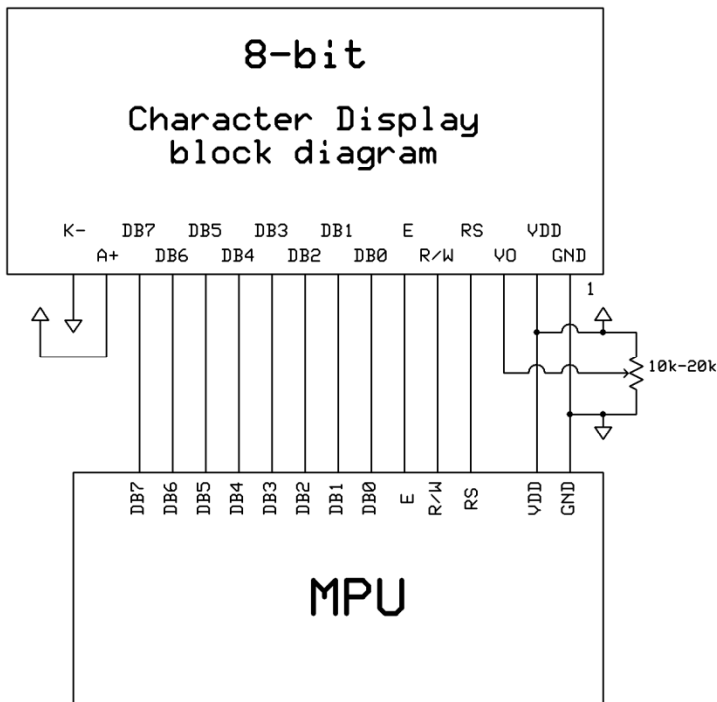 8-bit
Character Display
block diagram
K- DB7 DB5 DB3 DB1 E RS VDD
A+ DB6 DB4 DB2 DB0 R/W VO GND
1
10k-20k
DB7 DB6 DB5 DB4 DB3 DB2 DB1 DB0 E R/W RS VDD GND
MPU